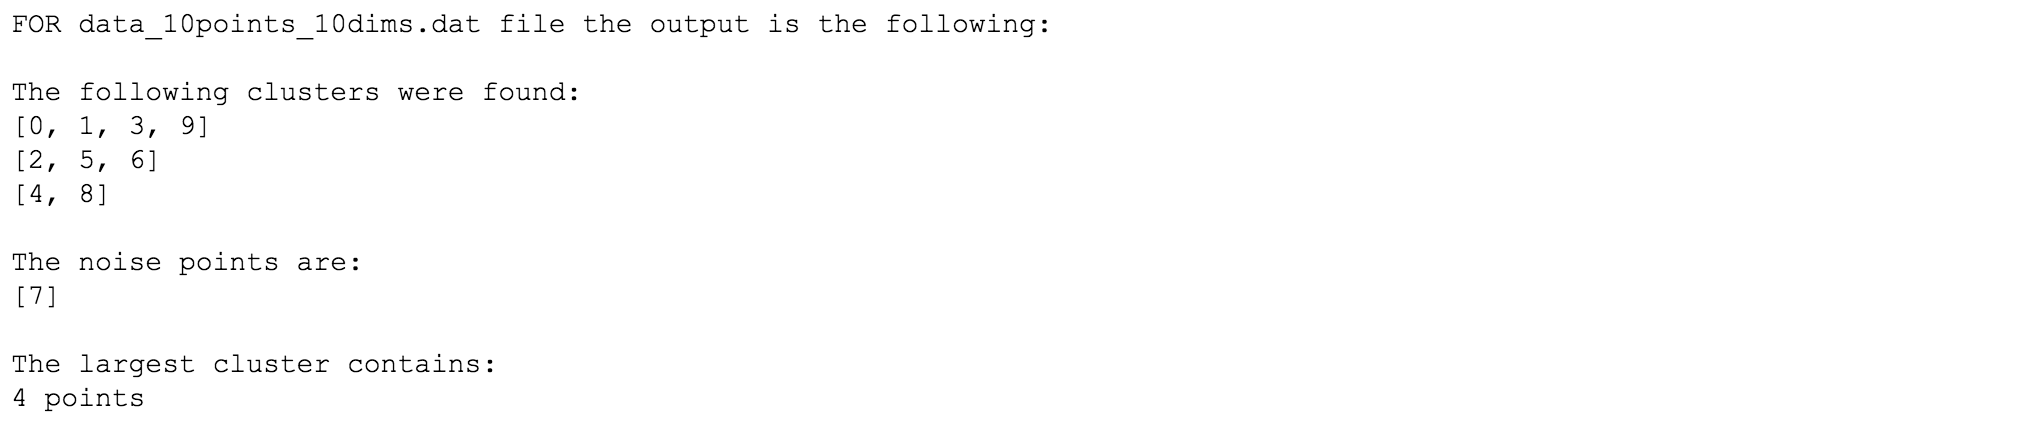 FOR data_10points_10dims.dat file the output is the following:
The following clusters were found:
[0, 1, 3, 9]
[2, 5, 6]
[4, 8]
The noise points are:
[7]
The largest cluster contains:
4 points